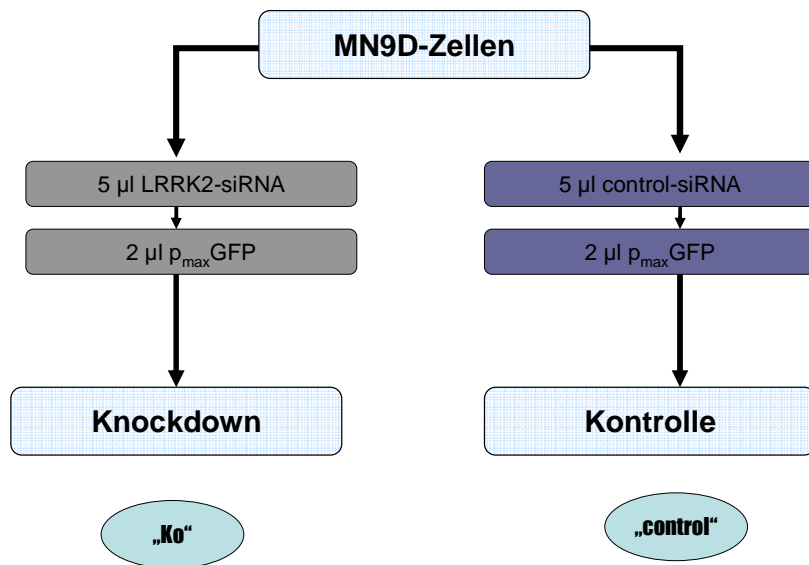 MN9D-Zellen
5 µl LRRK2-siRNA
5 µl control-siRNA
2 µl pmaxGFP
2 µl pmaxGFP
Knockdown
Kontrolle
„Ko“
„control“